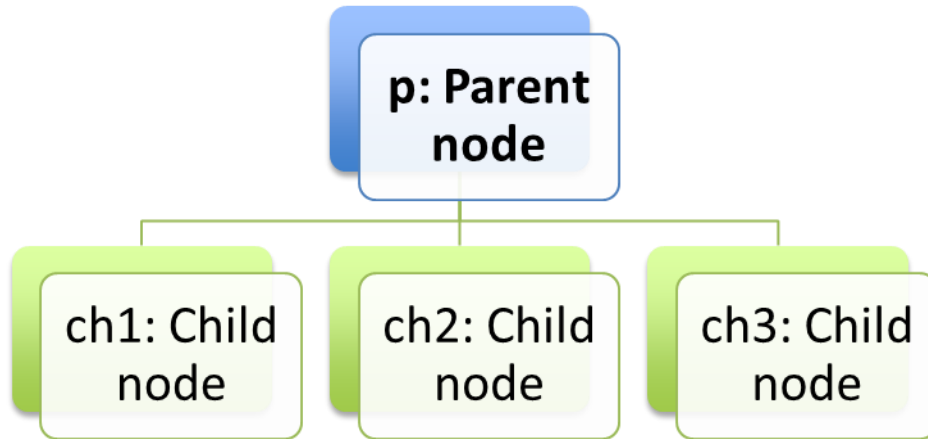 p: Parent
node
ch1: Child
node
ch2: Child
node
ch3: Child
node